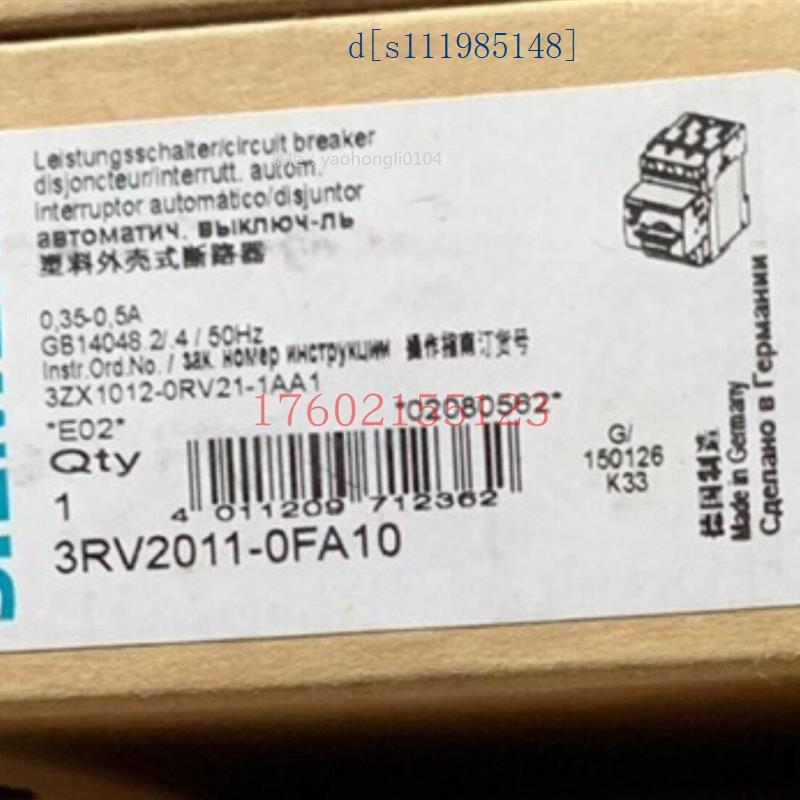 d[s111985148]
Leistungsschalter/circuit breaker
yaohongli0104
disjoncteur/interrutt. autom.
interruptor automático/disjuntor
автоматич. выключ-ль
塑料外壳式断路器
0,35-0,5A
GB14048.2/.4 / 50Hz
Instr.Ord.No. / зак. номер инструкции 操作指南订货号
3ZX1012-0RV21-1AA1
17602155123
*02080562*
"E02"
Qty
1
4 011209 712362
3RV2011-0FA10
G/
150126
K33
德国制造
Made in Germany
Сделано в Германии